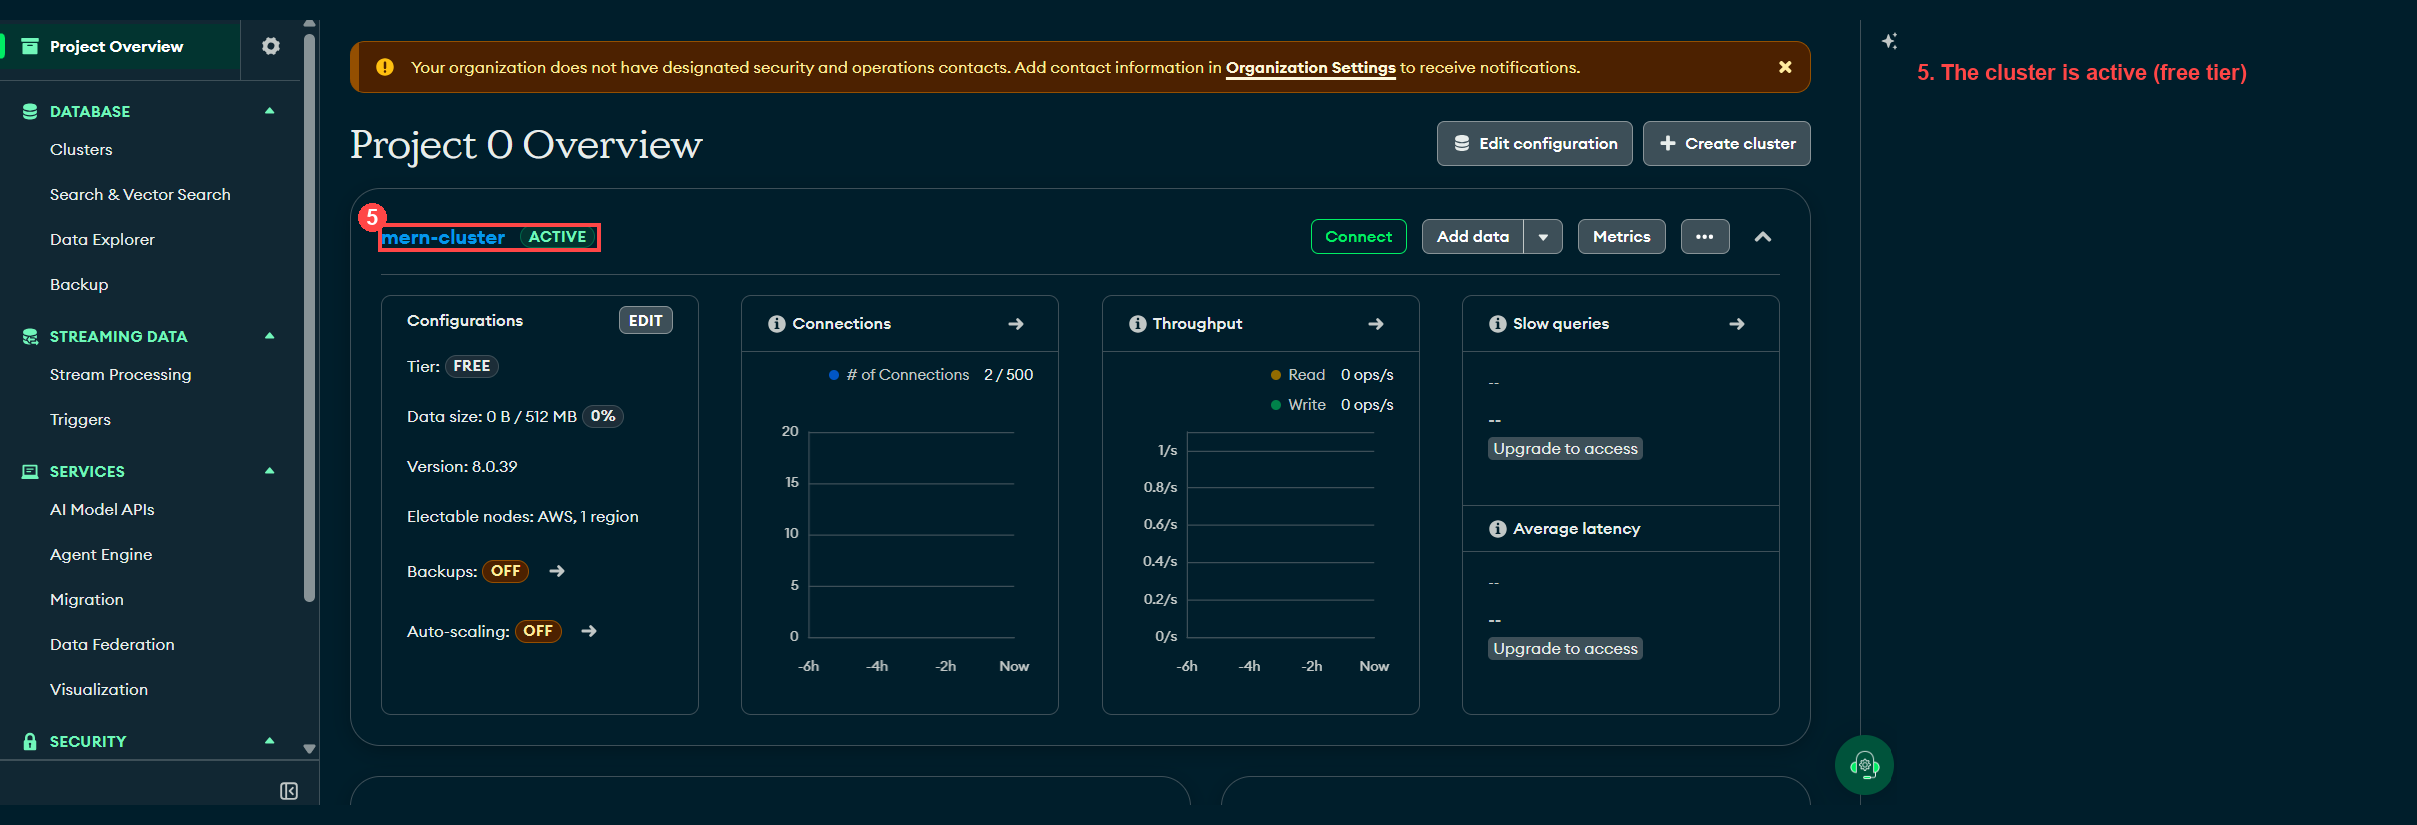 Project Overview
DATABASE
Clusters
Search & Vector Search
Data Explorer
Backup
STREAMING DATA
Stream Processing
Triggers
SERVICES
AI Model APIs
Agent Engine
Migration
Data Federation
Visualization
SECURITY
Your organization does not have designated security and operations contacts. Add contact information in Organization Settings to receive notifications.
Project 0 Overview
Edit configuration
Create cluster
5
mern-cluster ACTIVE
Connect
Add data
Metrics
Configurations EDIT
Tier: FREE
Data size: 0 B / 512 MB 0%
Version: 8.0.39
Electable nodes: AWS, 1 region
Backups: OFF
Auto-scaling: OFF
Connections
# of Connections 2 / 500
20
15
10
5
0
-6h -4h -2h Now
Throughput
Read 0 ops/s
Write 0 ops/s
1/s
0.8/s
0.6/s
0.4/s
0.2/s
0/s
-6h -4h -2h Now
Slow queries
--
--
Upgrade to access
Average latency
--
--
Upgrade to access
5. The cluster is active (free tier)